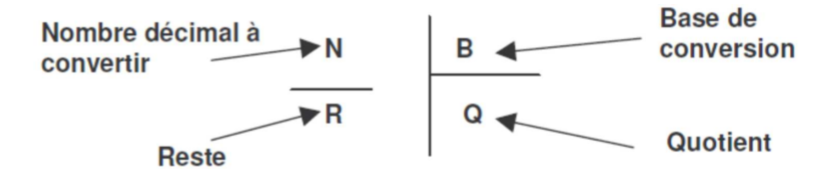 Nombre décimal à
convertir
N
B
Base de
conversion
R
Q
Reste
Quotient